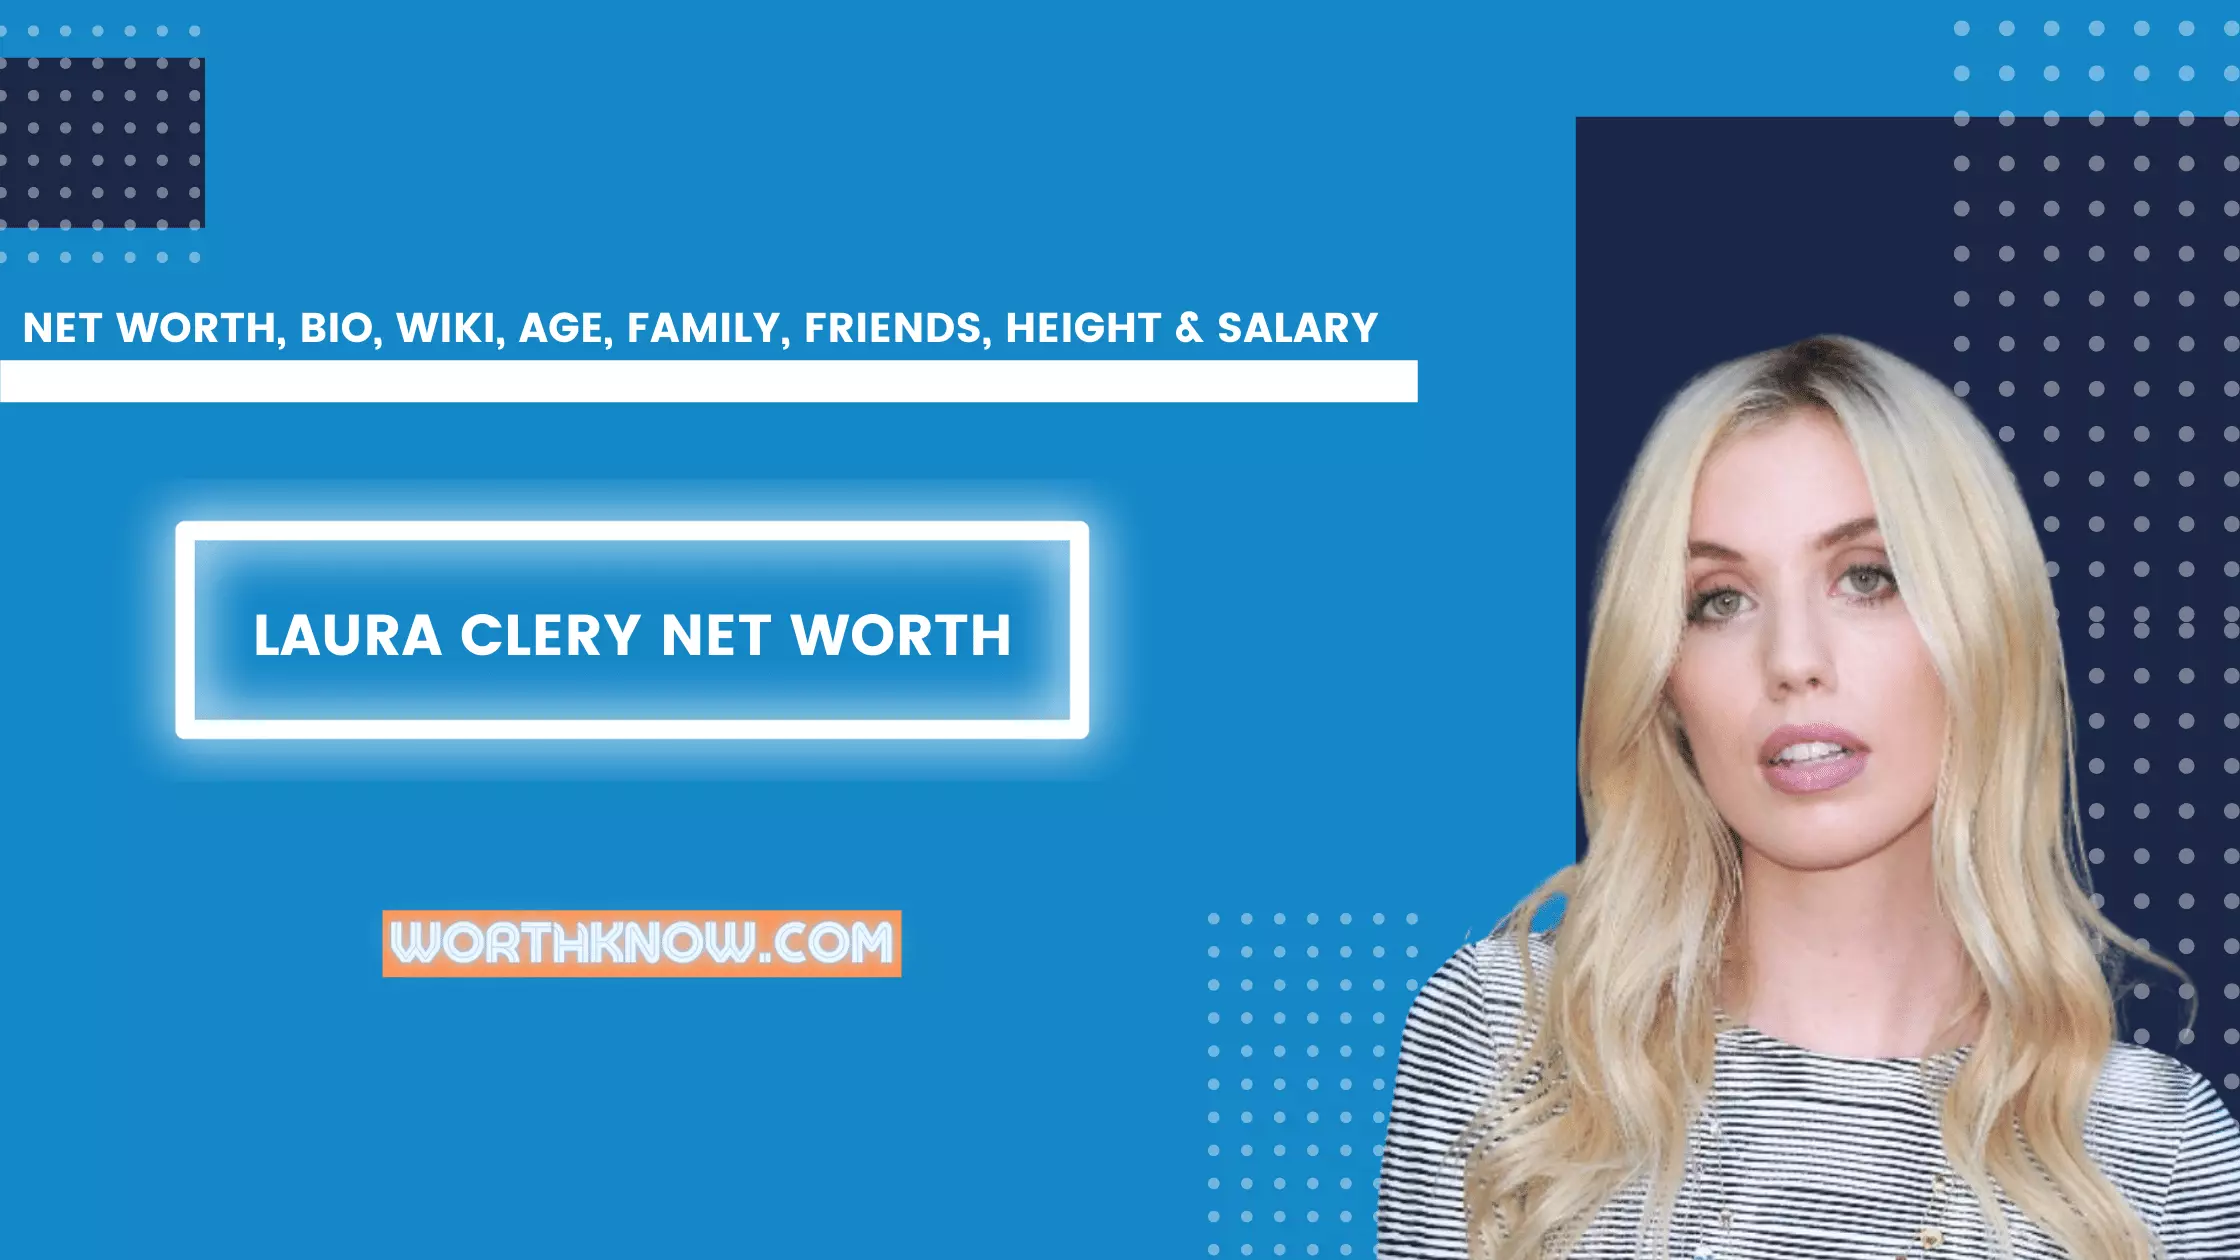 NET WORTH, BIO, WIKI, AGE, FAMILY, FRIENDS, HEIGHT & SALARY
LAURA CLERY NET WORTH
WORTHKNOW.COM